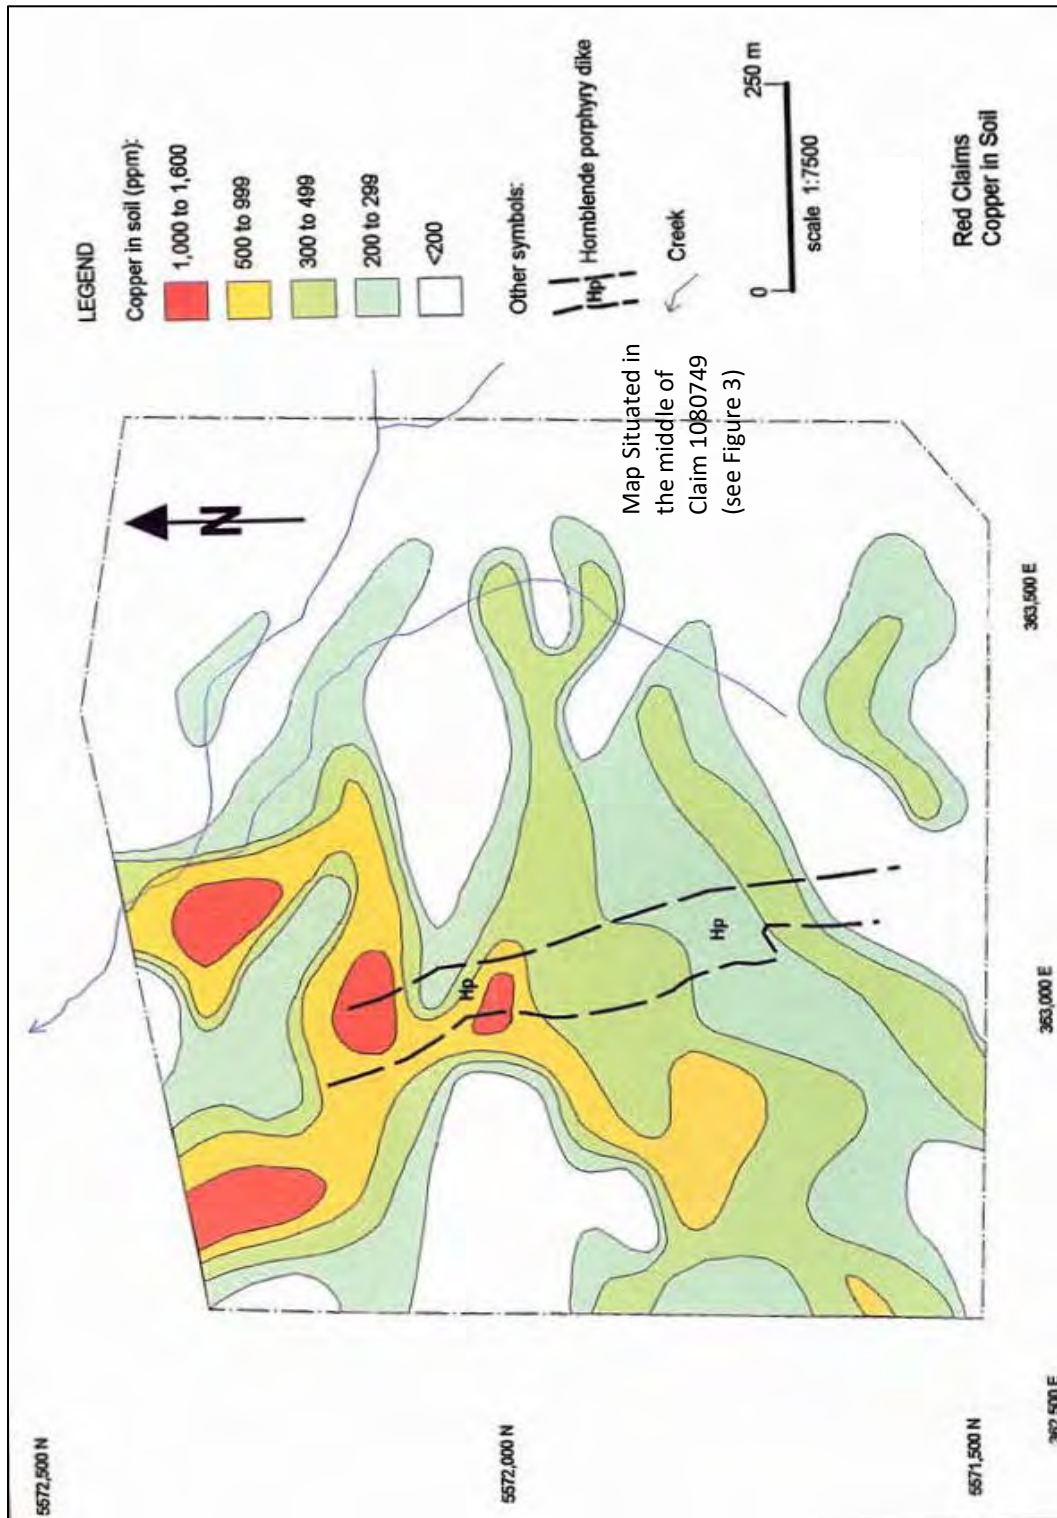 LEGEND
Copper in soil (ppm):
1,000 to 1,600
500 to 999
300 to 499
200 to 299
<200
Other symbols:
Hp
Hornblende porphyry dike
Creek
0
250 m
scale 1:7500
Red Claims
Copper in Soil
Map Situated in
the middle of
Claim 1080749
(see Figure 3)
N
Hp
Hp
5572,500 N
5572,000 N
5571,500 N
362,500 E
363,000 E
363,500 E